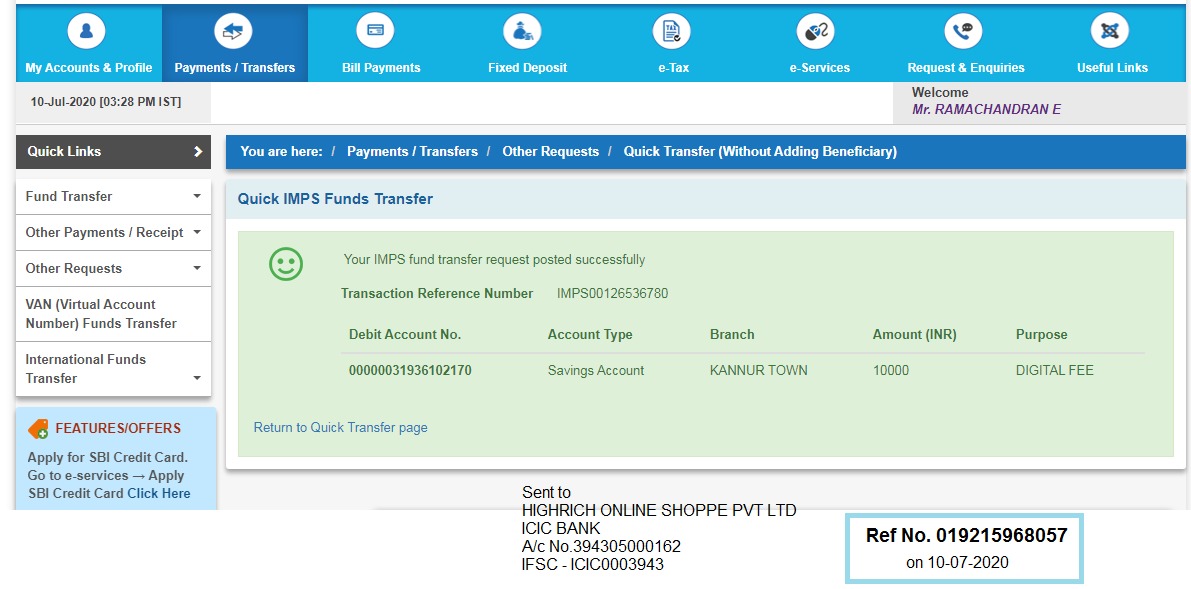 My Accounts & Profile
Payments / Transfers
Bill Payments
Fixed Deposit
TAX
e-Tax
e-Services
Request & Enquiries
Useful Links
10-Jul-2020 [03:28 PM IST]
Welcome
Mr. RAMACHANDRAN E
Quick Links
You are here: / Payments / Transfers / Other Requests / Quick Transfer (Without Adding Beneficiary)
Fund Transfer
Other Payments / Receipt
Other Requests
VAN (Virtual Account
Number) Funds Transfer
International Funds
Transfer
FEATURES/OFFERS
Apply for SBI Credit Card.
Go to e-services → Apply
SBI Credit Card Click Here
Quick IMPS Funds Transfer
Your IMPS fund transfer request posted successfully
Transaction Reference Number IMPS00126536780
Debit Account No. Account Type Branch Amount (INR) Purpose
00000031936102170 Savings Account KANNUR TOWN 10000 DIGITAL FEE
Return to Quick Transfer page
Sent to
HIGHRICH ONLINE SHOPPE PVT LTD
ICIC BANK
A/c No.394305000162
IFSC - ICIC0003943
Ref No. 019215968057
on 10-07-2020